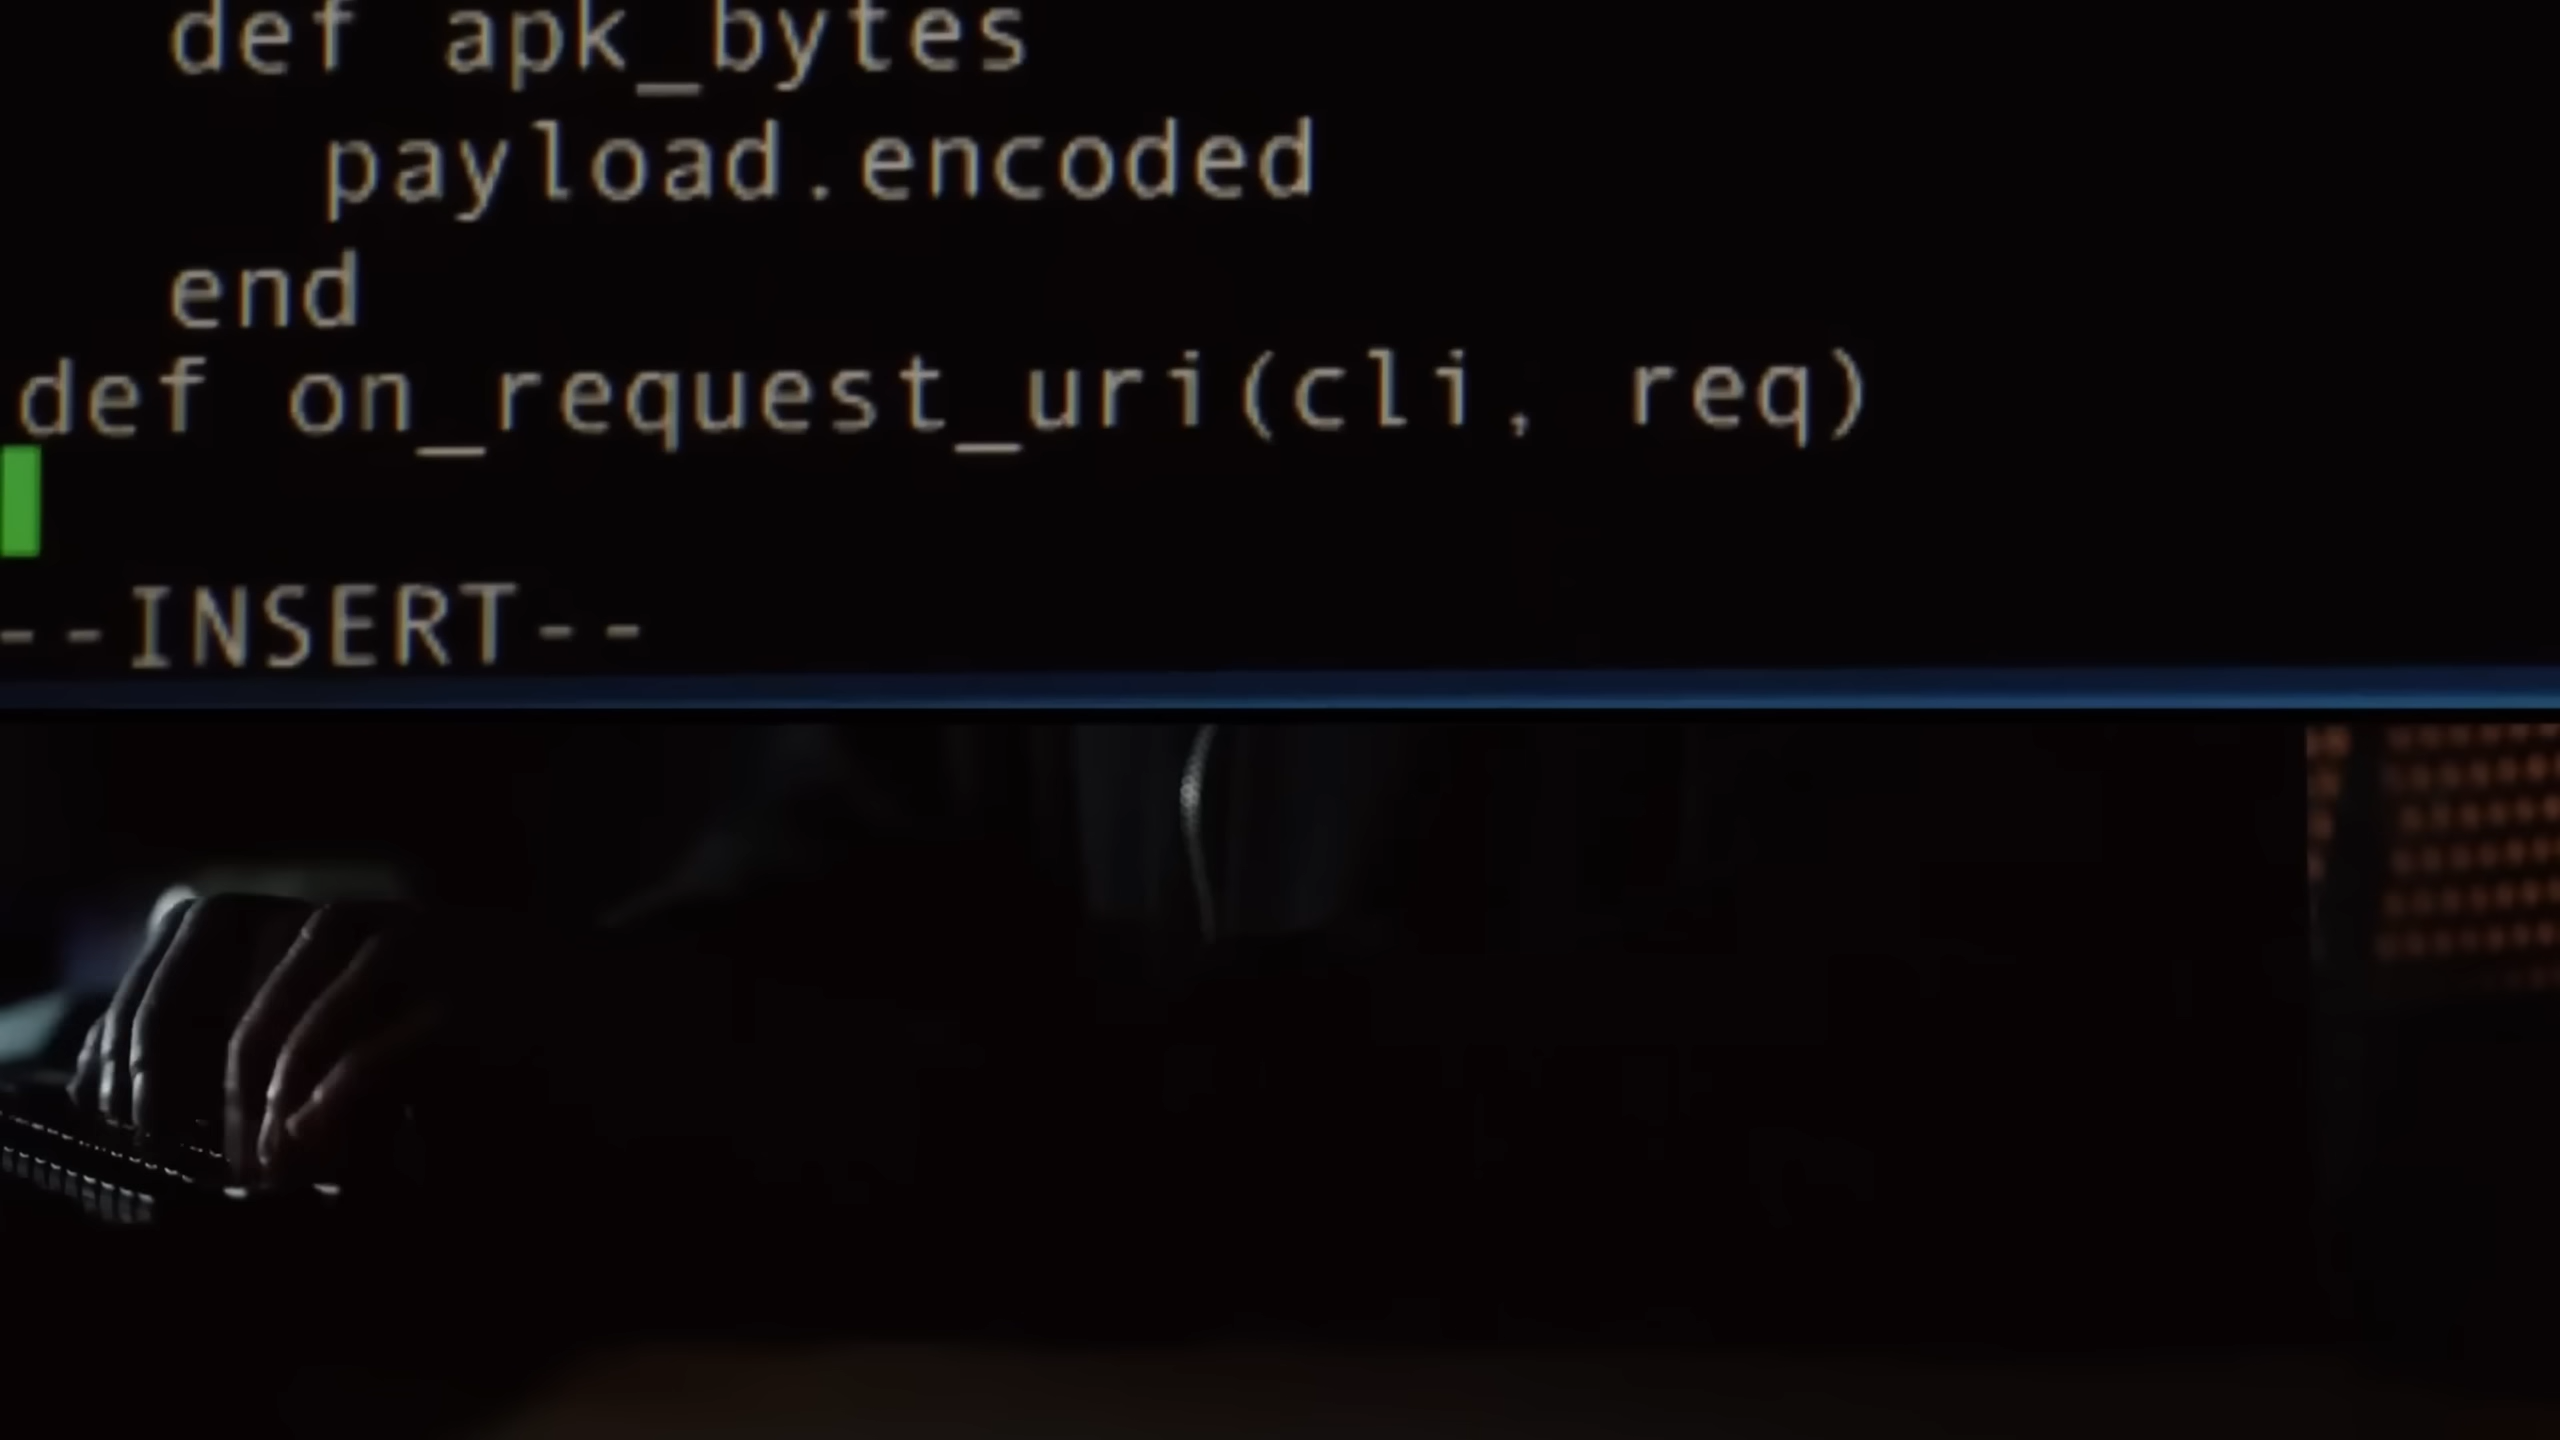 def apk_bytes
payload.encoded
end
def on_request_uri(cli, req)
--INSERT--